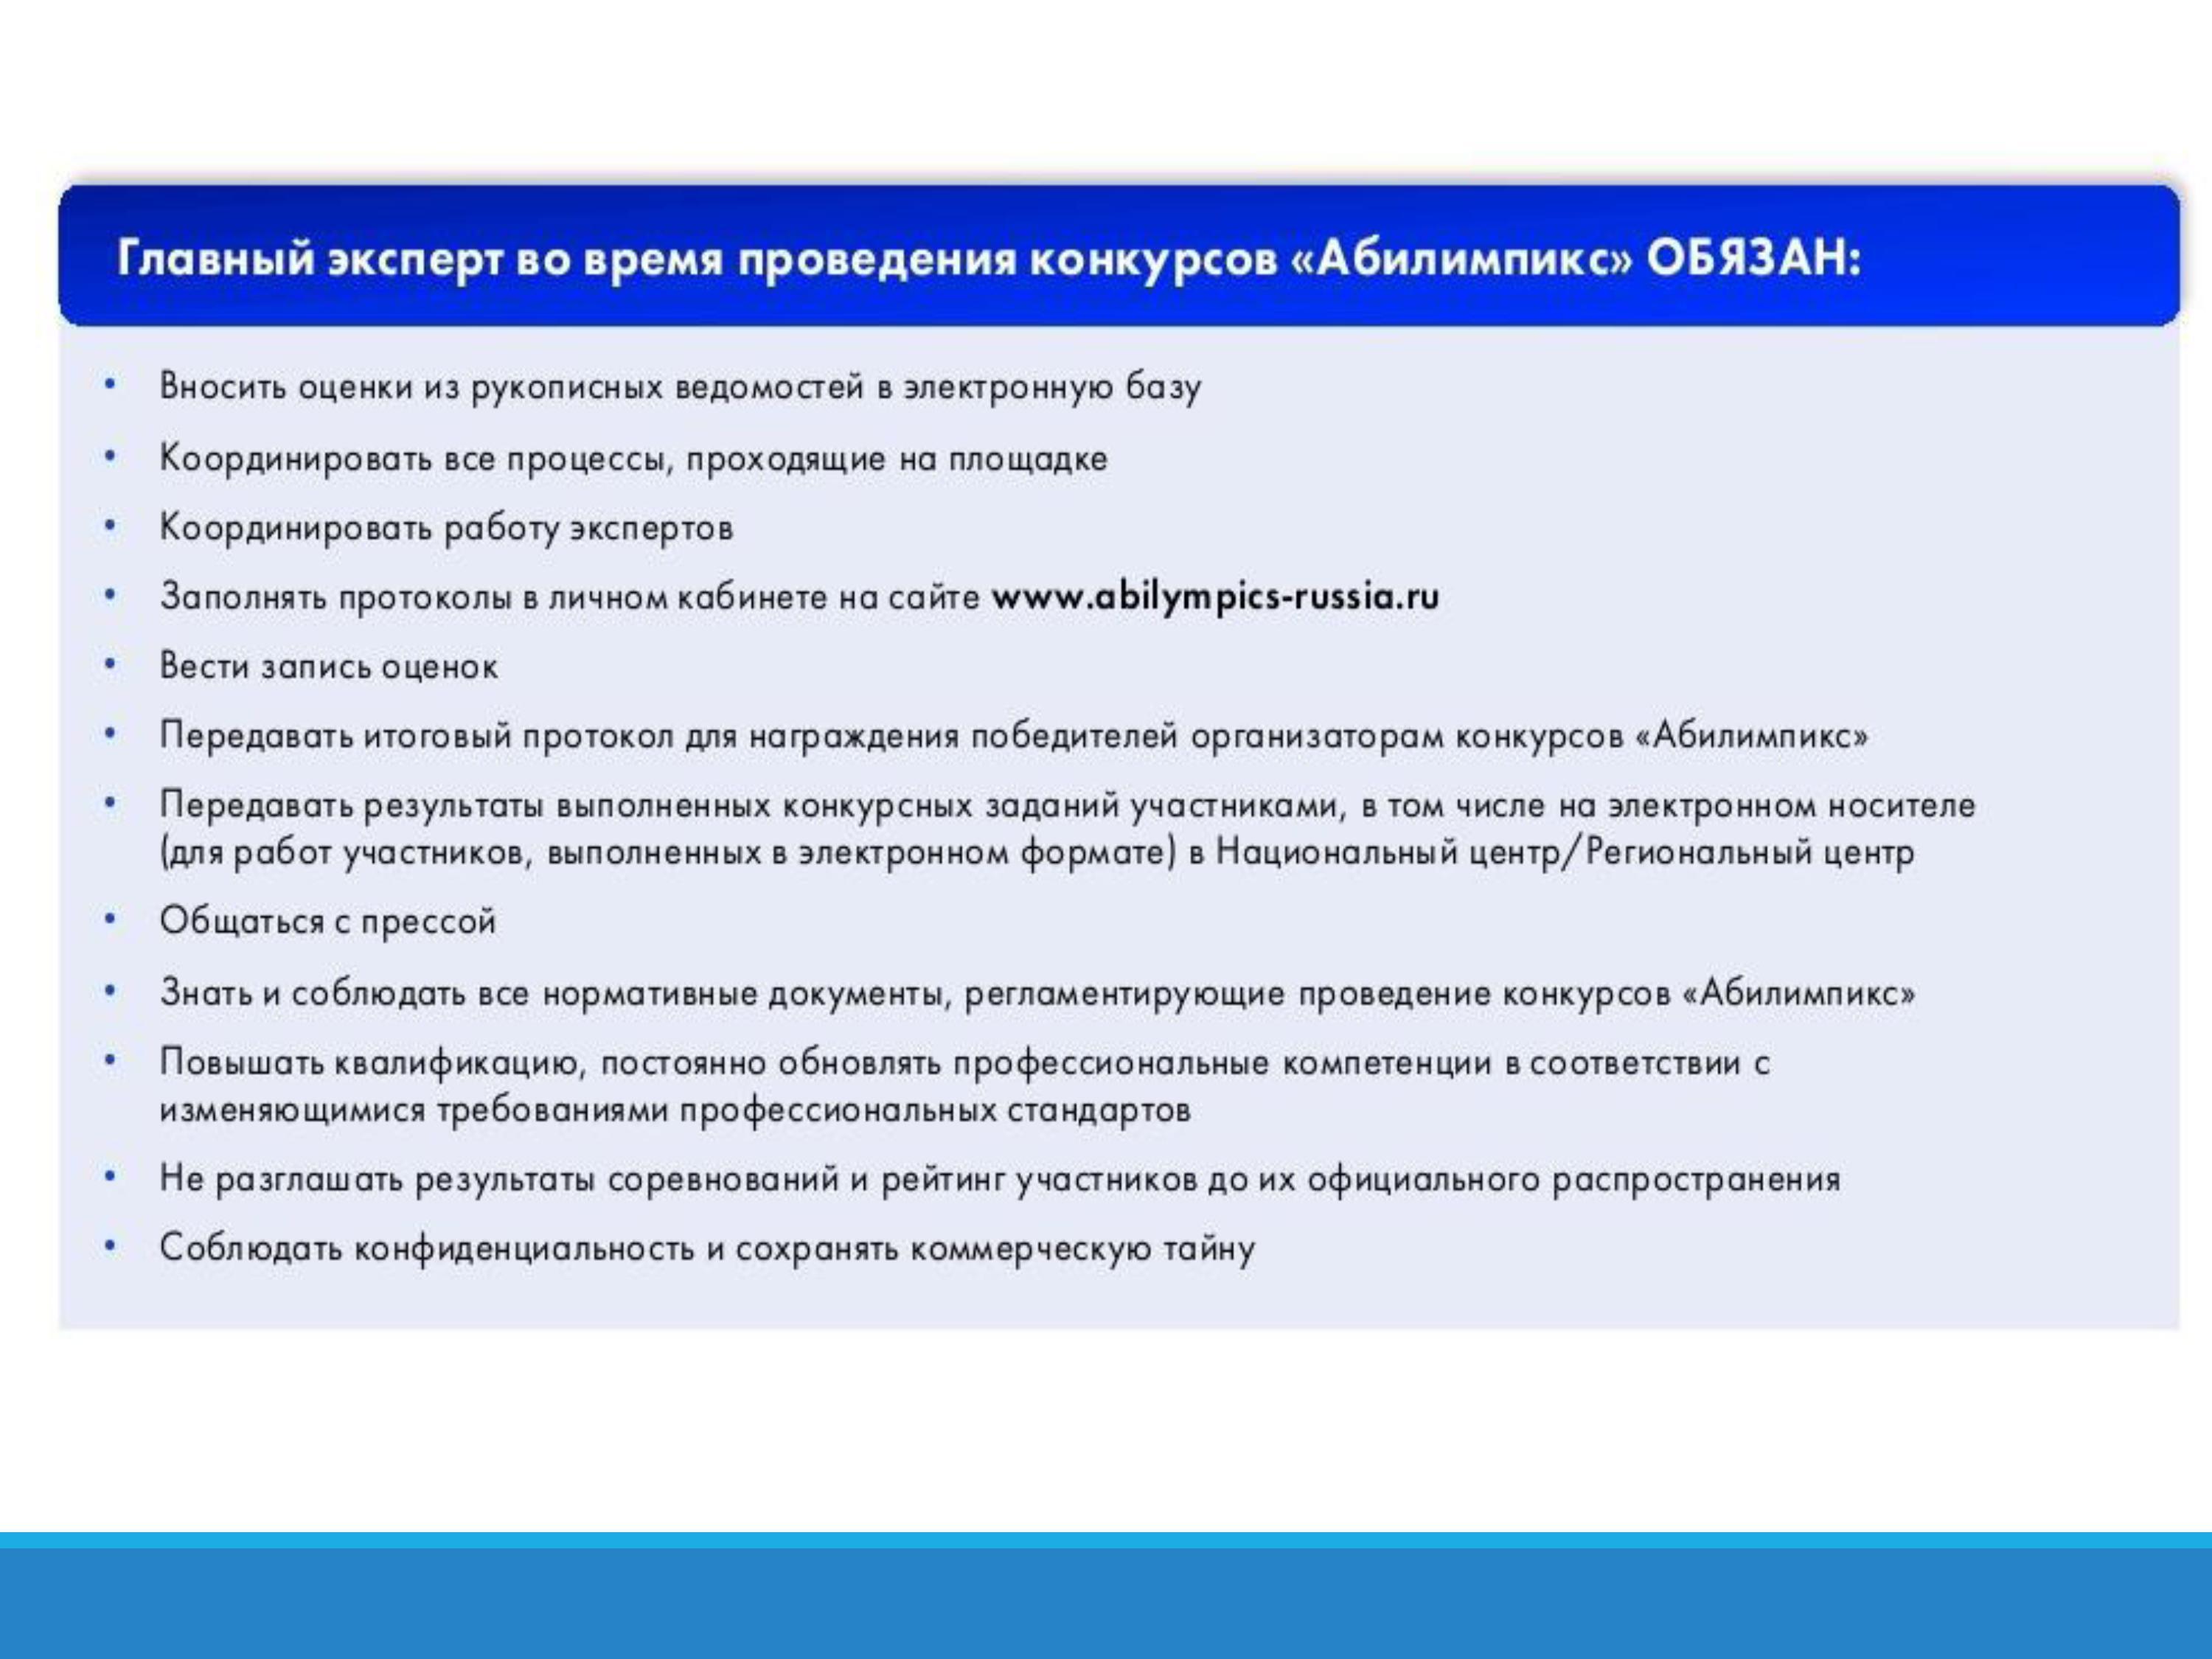 Главный эксперт во время проведения конкурсов «Абилимпикс» ОБЯЗАН:
• Вносить оценки из рукописных ведомостей в электронную базу
• Координировать все процессы, проходящие на площадке
• Координировать работу экспертов
• Заполнять протоколы в личном кабинете на сайте www.abilympics-russia.ru
• Вести запись оценок
• Передавать итоговый протокол для награждения победителей организаторам конкурсов «Абилимпикс»
• Передавать результаты выполненных конкурсных заданий участниками, в том числе на электронном носителе
(для работ участников, выполненных в электронном формате) в Национальный центр/Региональный центр
• Общаться с прессой
• Знать и соблюдать все нормативные документы, регламентирующие проведение конкурсов «Абилимпикс»
• Повышать квалификацию, постоянно обновлять профессиональные компетенции в соответствии с
изменяющимися требованиями профессиональных стандартов
• Не разглашать результаты соревнований и рейтинг участников до их официального распространения
• Соблюдать конфиденциальность и сохранять коммерческую тайну